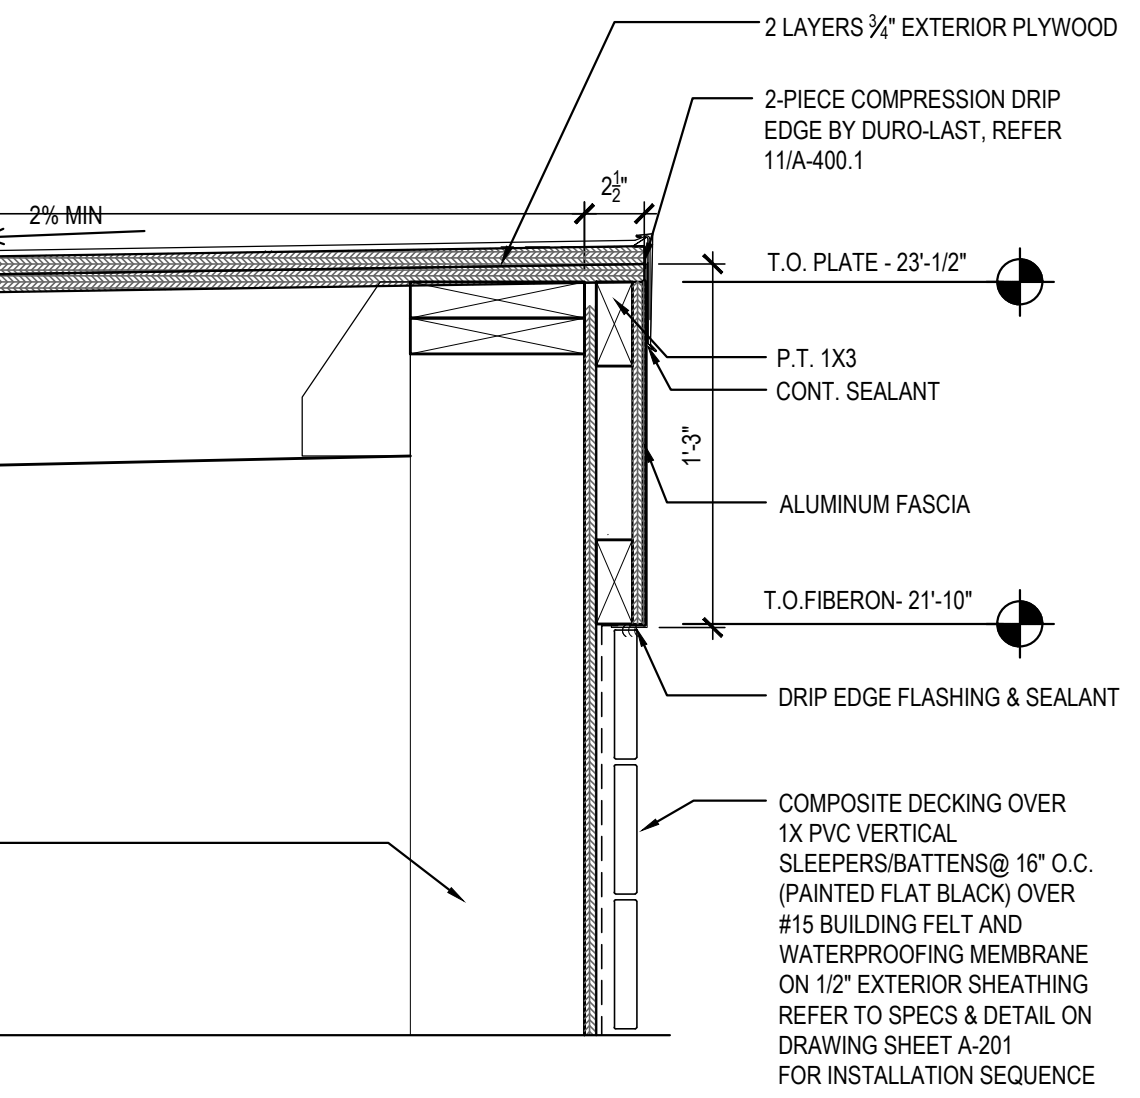 2 LAYERS 3/4" EXTERIOR PLYWOOD
2-PIECE COMPRESSION DRIP
EDGE BY DURO-LAST, REFER
11/A-400.1
2 1/2"
2% MIN
T.O. PLATE - 23'-1/2"
P.T. 1X3
CONT. SEALANT
1'-3"
ALUMINUM FASCIA
T.O.FIBERON- 21'-10"
DRIP EDGE FLASHING & SEALANT
COMPOSITE DECKING OVER
1X PVC VERTICAL
SLEEPERS/BATTENS@ 16" O.C.
(PAINTED FLAT BLACK) OVER
#15 BUILDING FELT AND
WATERPROOFING MEMBRANE
ON 1/2" EXTERIOR SHEATHING
REFER TO SPECS & DETAIL ON
DRAWING SHEET A-201
FOR INSTALLATION SEQUENCE